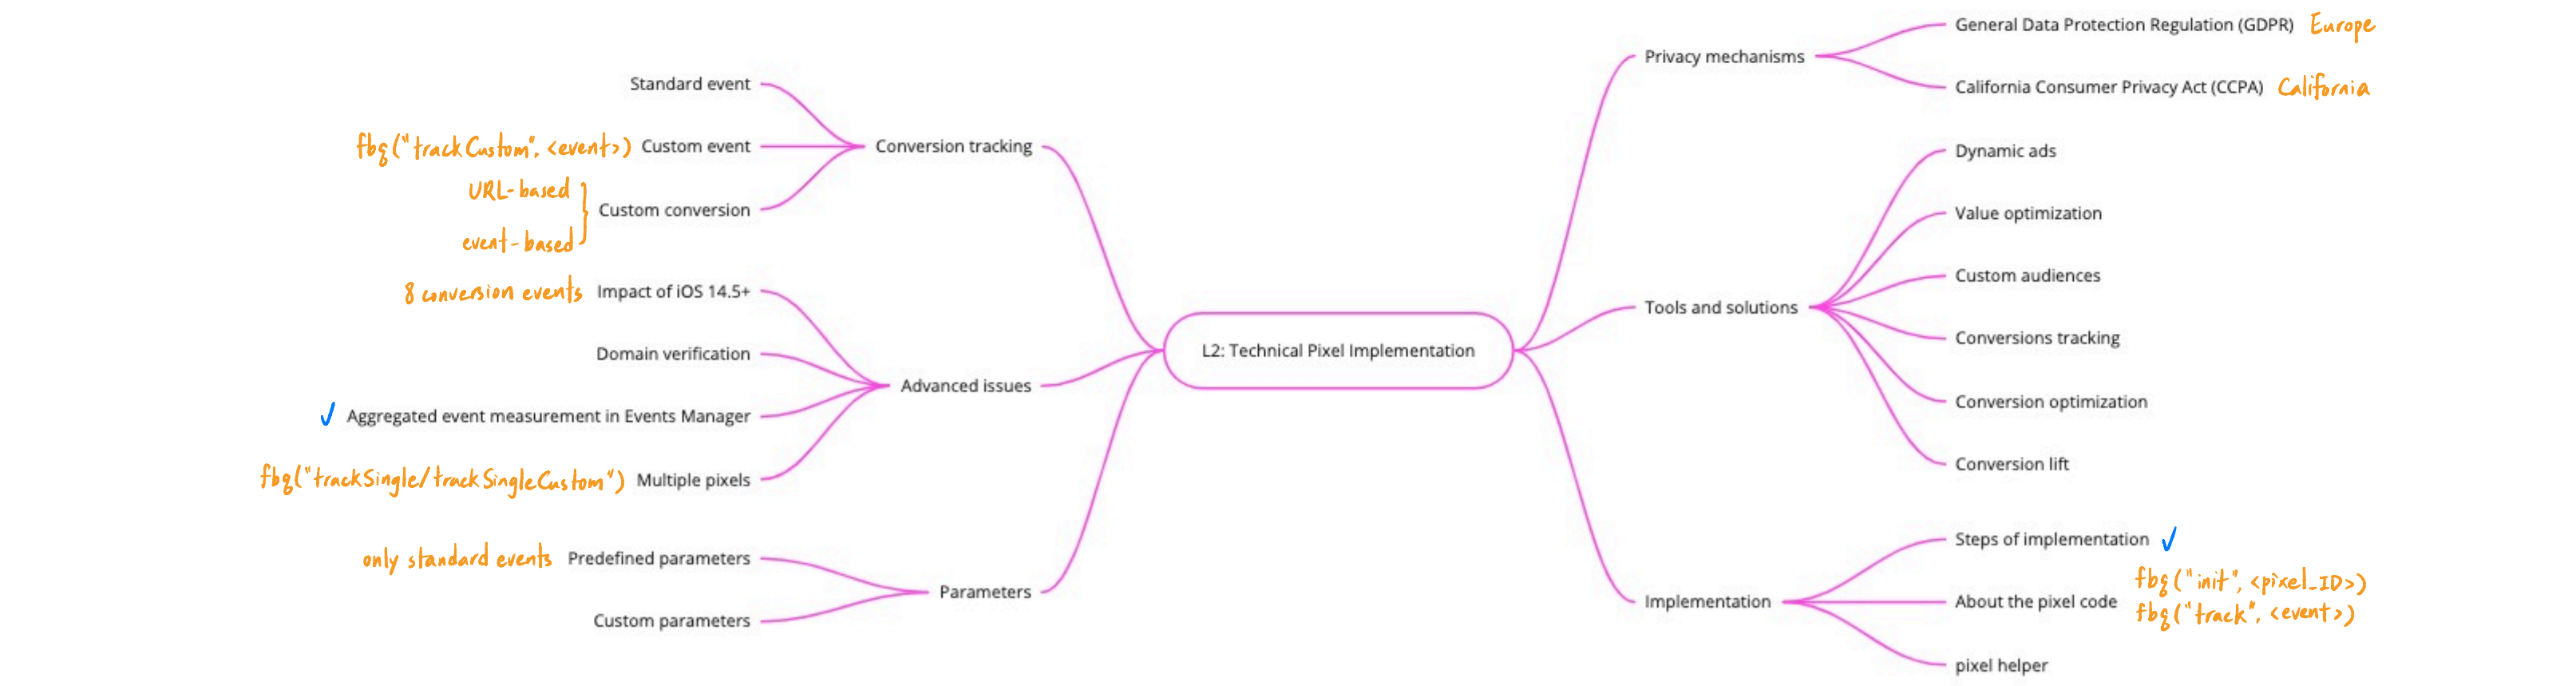 Standard event
fbq("trackCustom", <event>) Custom event
URL-based
event-based
Custom conversion
Conversion tracking
8 conversion events Impact of iOS 14.5+
Domain verification
✓ Aggregated event measurement in Events Manager
fbq("trackSingle/trackSingleCustom") Multiple pixels
Advanced issues
only standard events Predefined parameters
Custom parameters
Parameters
L2: Technical Pixel Implementation
Privacy mechanisms
General Data Protection Regulation (GDPR) Europe
California Consumer Privacy Act (CCPA) California
Tools and solutions
Dynamic ads
Value optimization
Custom audiences
Conversions tracking
Conversion optimization
Conversion lift
Implementation
Steps of implementation ✓
About the pixel code
fbq("init", <pixel_ID>)
fbq("track", <event>)
pixel helper